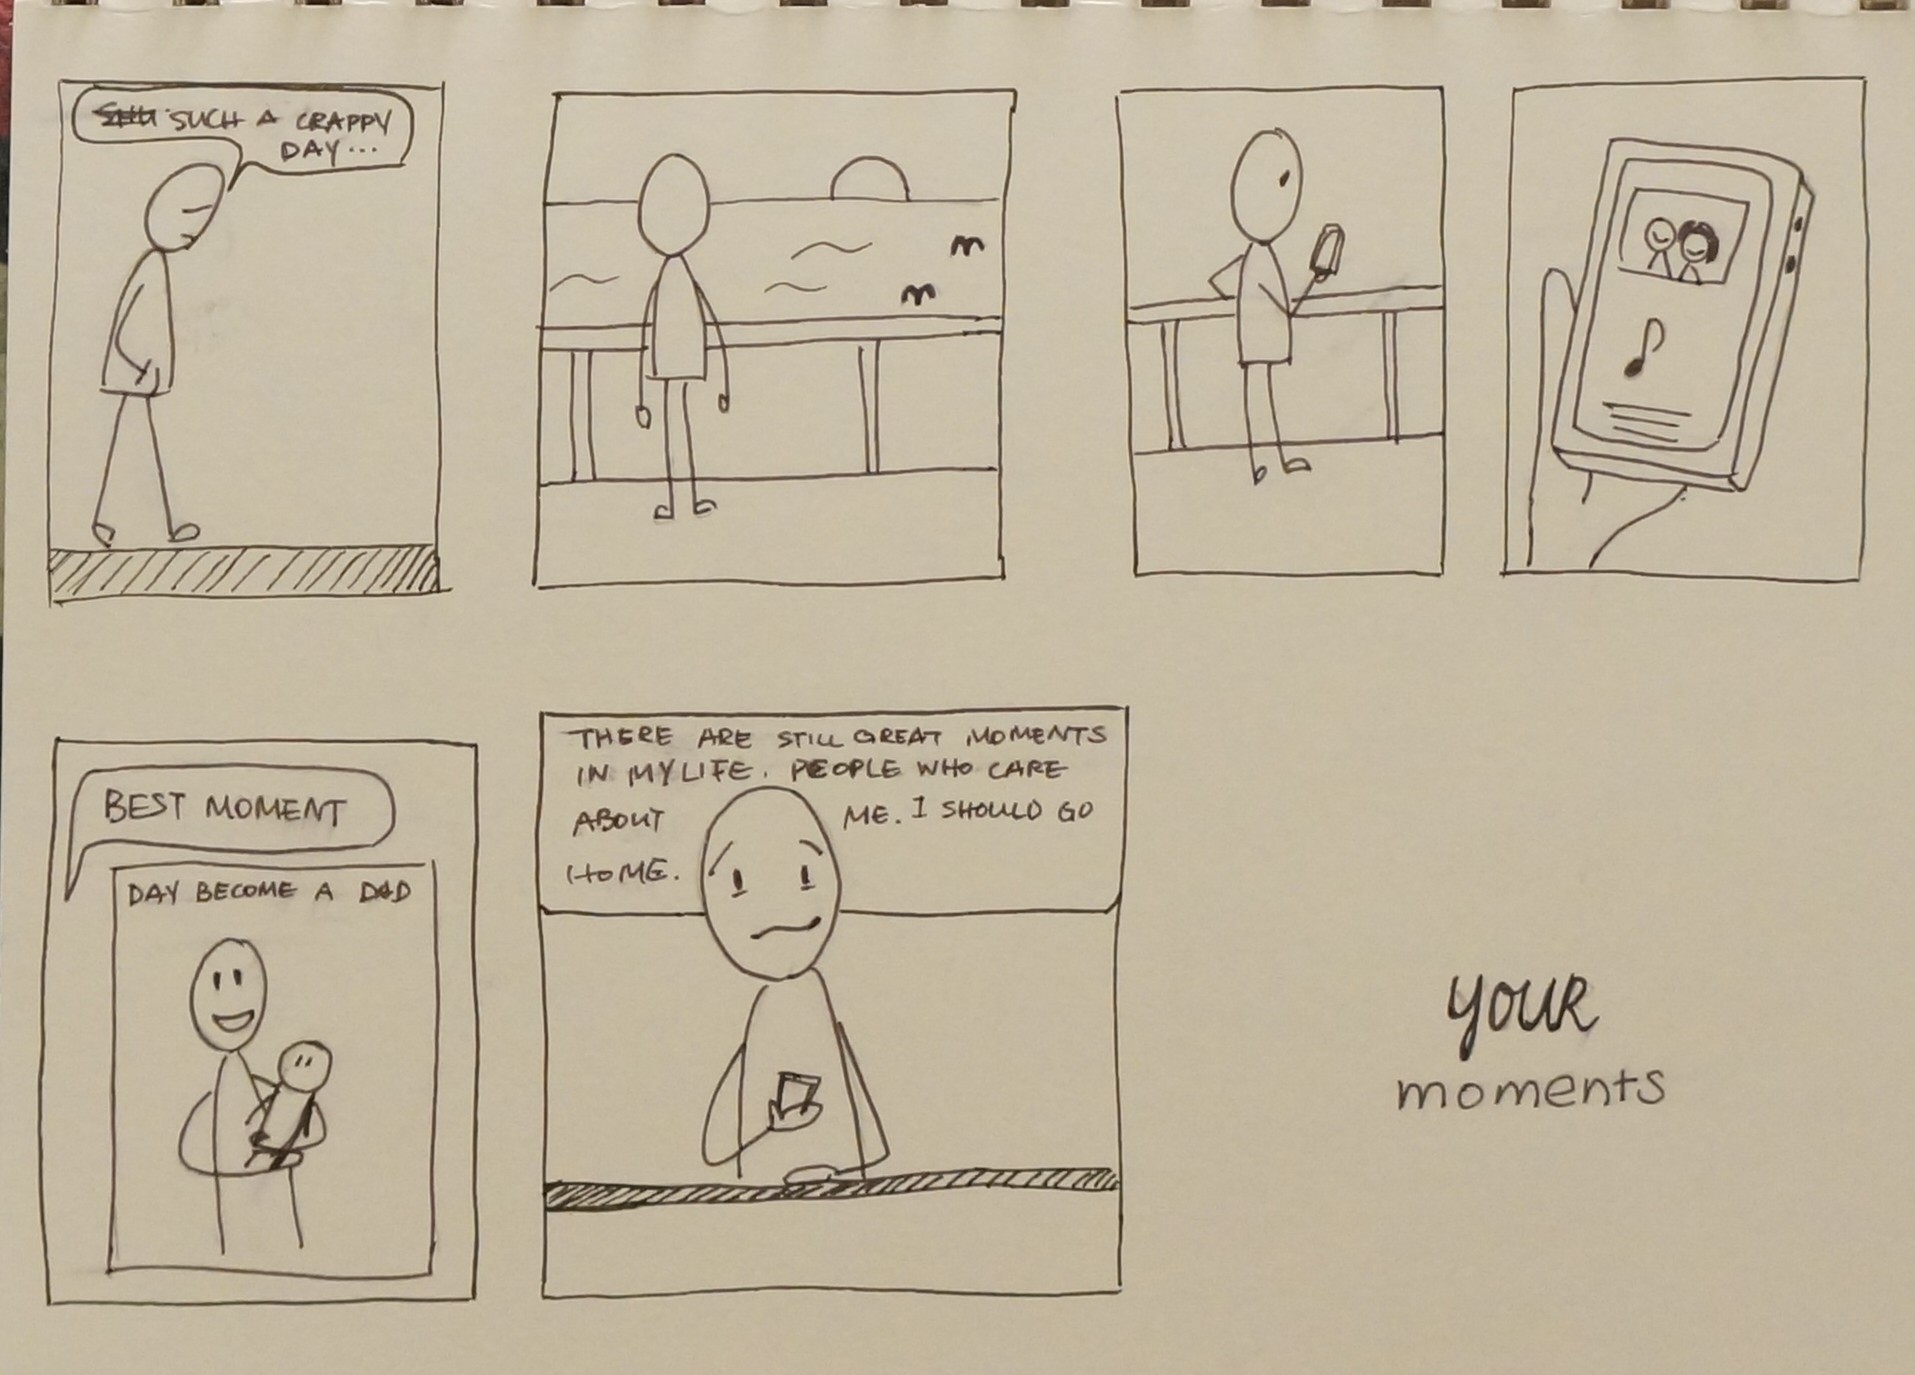 SUCH A CRAPPY
DAY...
BEST MOMENT
DAY BECOME A DAD
THERE ARE STILL GREAT MOMENTS
IN MY LIFE. PEOPLE WHO CARE
ABOUT ME. I SHOULD GO
HOME.
YOUR
moments